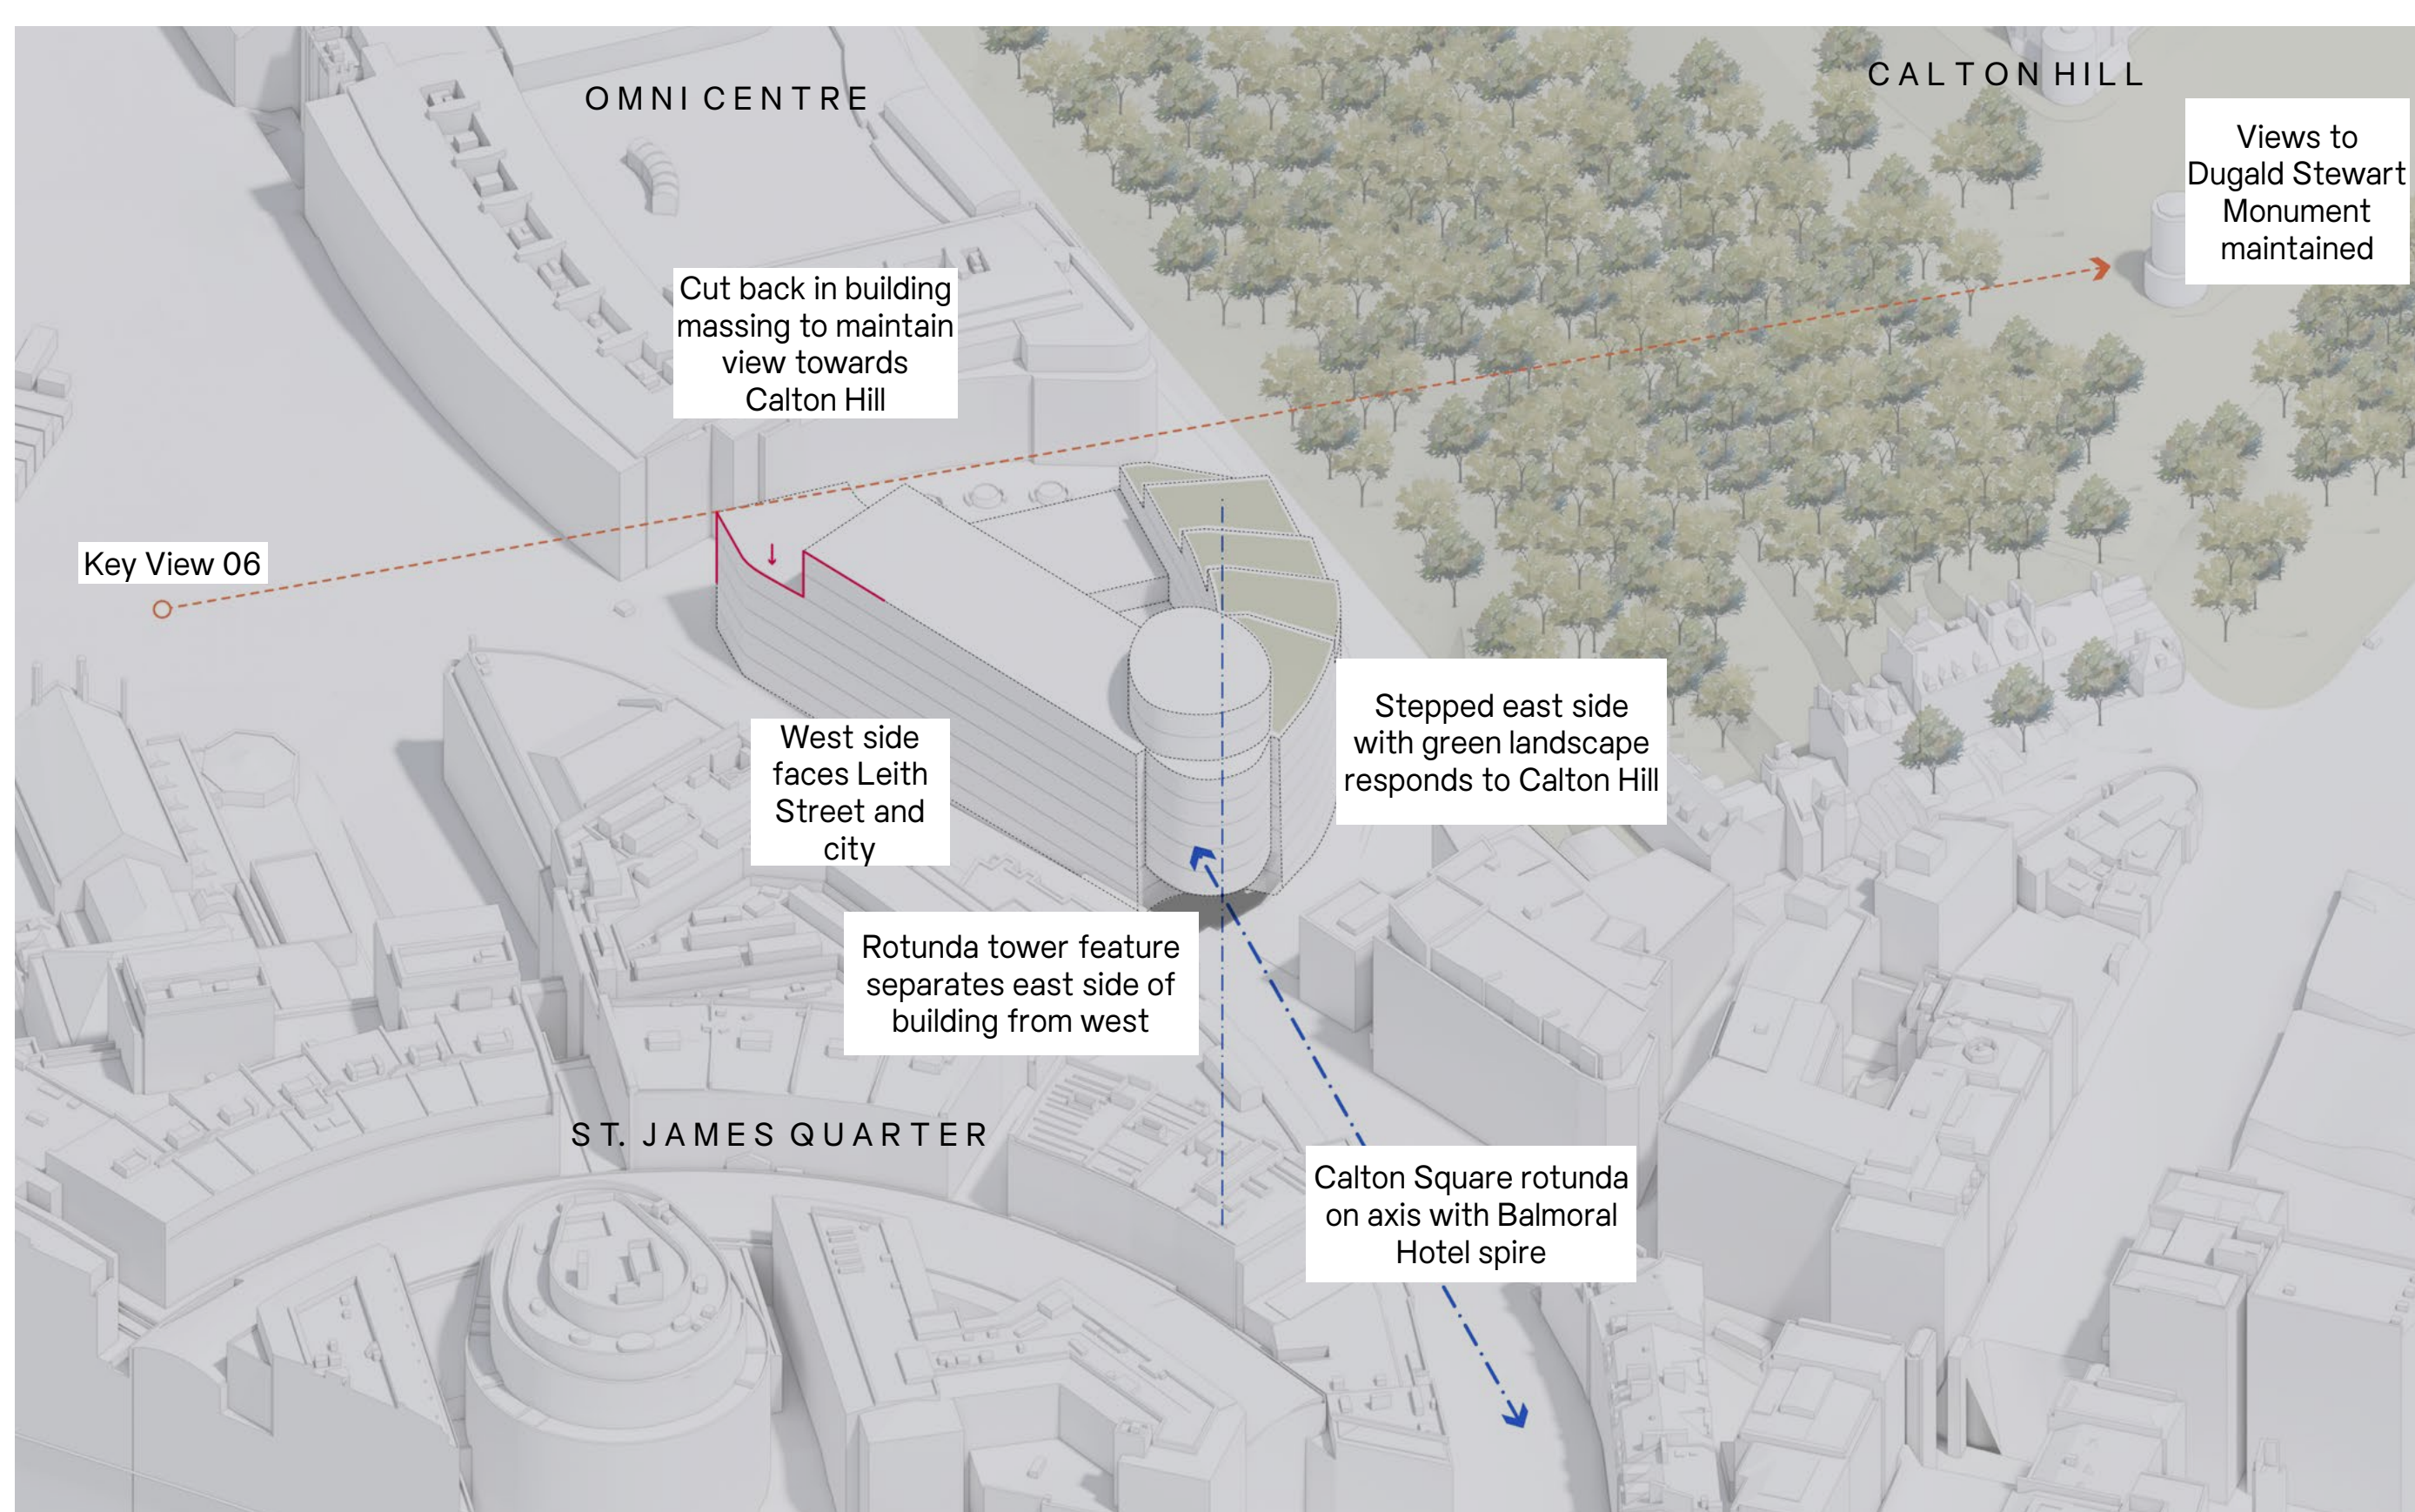 OMNI CENTRE
CALTON HILL
Views to
Dugald Stewart
Monument
maintained
Cut back in building
massing to maintain
view towards
Calton Hill
Key View 06
West side
faces Leith
Street and
city
Stepped east side
with green landscape
responds to Calton Hill
Rotunda tower feature
separates east side of
building from west
ST. JAMES QUARTER
Calton Square rotunda
on axis with Balmoral
Hotel spire